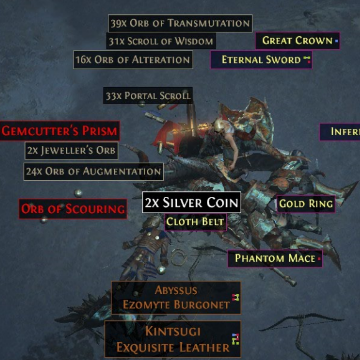 39x Orb of Transmutation
31x Scroll of Wisdom
Great Crown
16x Orb of Alteration
Eternal Sword
33x Portal Scroll
Gemcutter's Prism
Infer
2x Jeweller's Orb
24x Orb of Augmentation
Orb of Scouring
2x Silver Coin
Gold Ring
Cloth Belt
Phantom Mace
Abyssus
Ezomyte Burgonet
Kintsugi
Exquisite Leather